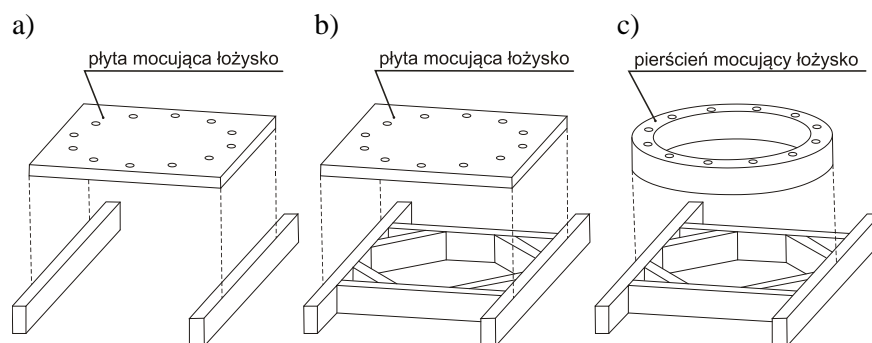 a)
płyta mocująca łożysko
b)
płyta mocująca łożysko
c)
pierścień mocujący łożysko